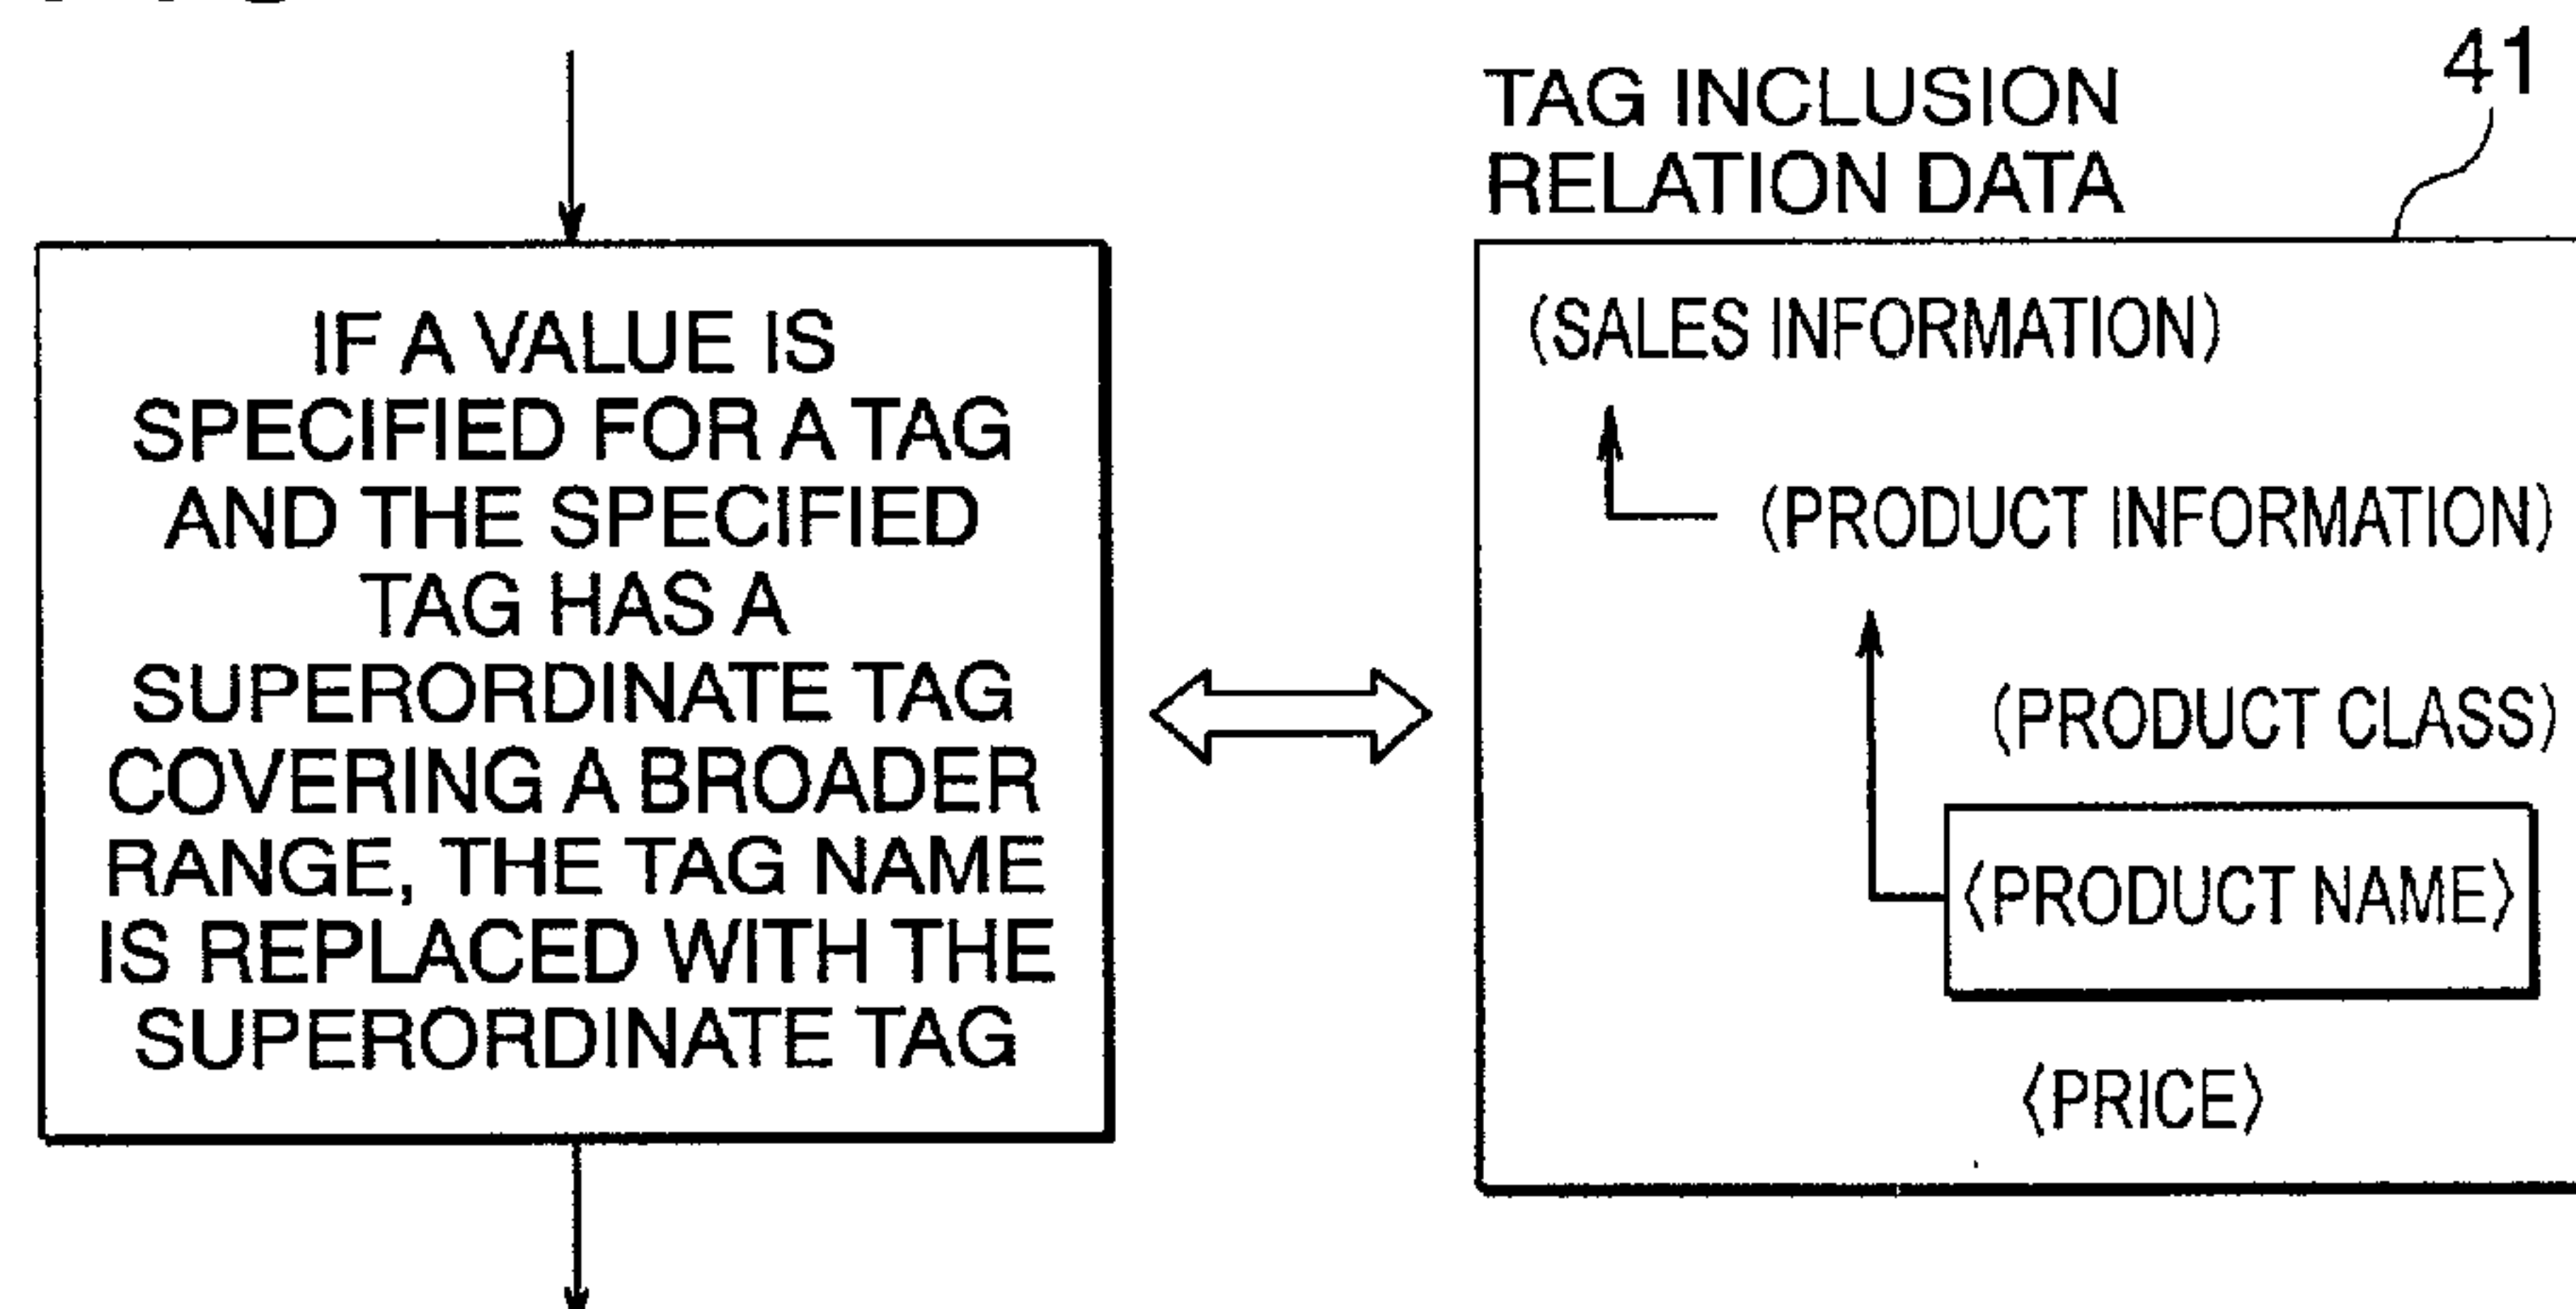 IF A VALUE IS
SPECIFIED FOR A TAG
AND THE SPECIFIED
TAG HAS A
SUPERORDINATE TAG
COVERING A BROADER
RANGE, THE TAG NAME
IS REPLACED WITH THE
SUPERORDINATE TAG
TAG INCLUSION
RELATION DATA
41
(SALES INFORMATION)
(PRODUCT INFORMATION)
(PRODUCT CLASS)
〈PRODUCT NAME〉
〈PRICE〉